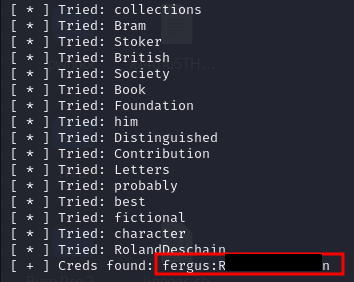 [ * ] Tried: collections
[ * ] Tried: Bram
[ * ] Tried: Stoker
[ * ] Tried: British
[ * ] Tried: Society
[ * ] Tried: Book
[ * ] Tried: Foundation
[ * ] Tried: him
[ * ] Tried: Distinguished
[ * ] Tried: Contribution
[ * ] Tried: Letters
[ * ] Tried: probably
[ * ] Tried: best
[ * ] Tried: fictional
[ * ] Tried: character
[ * ] Tried: RolandDeschain
[ + ] Creds found: fergus:R n